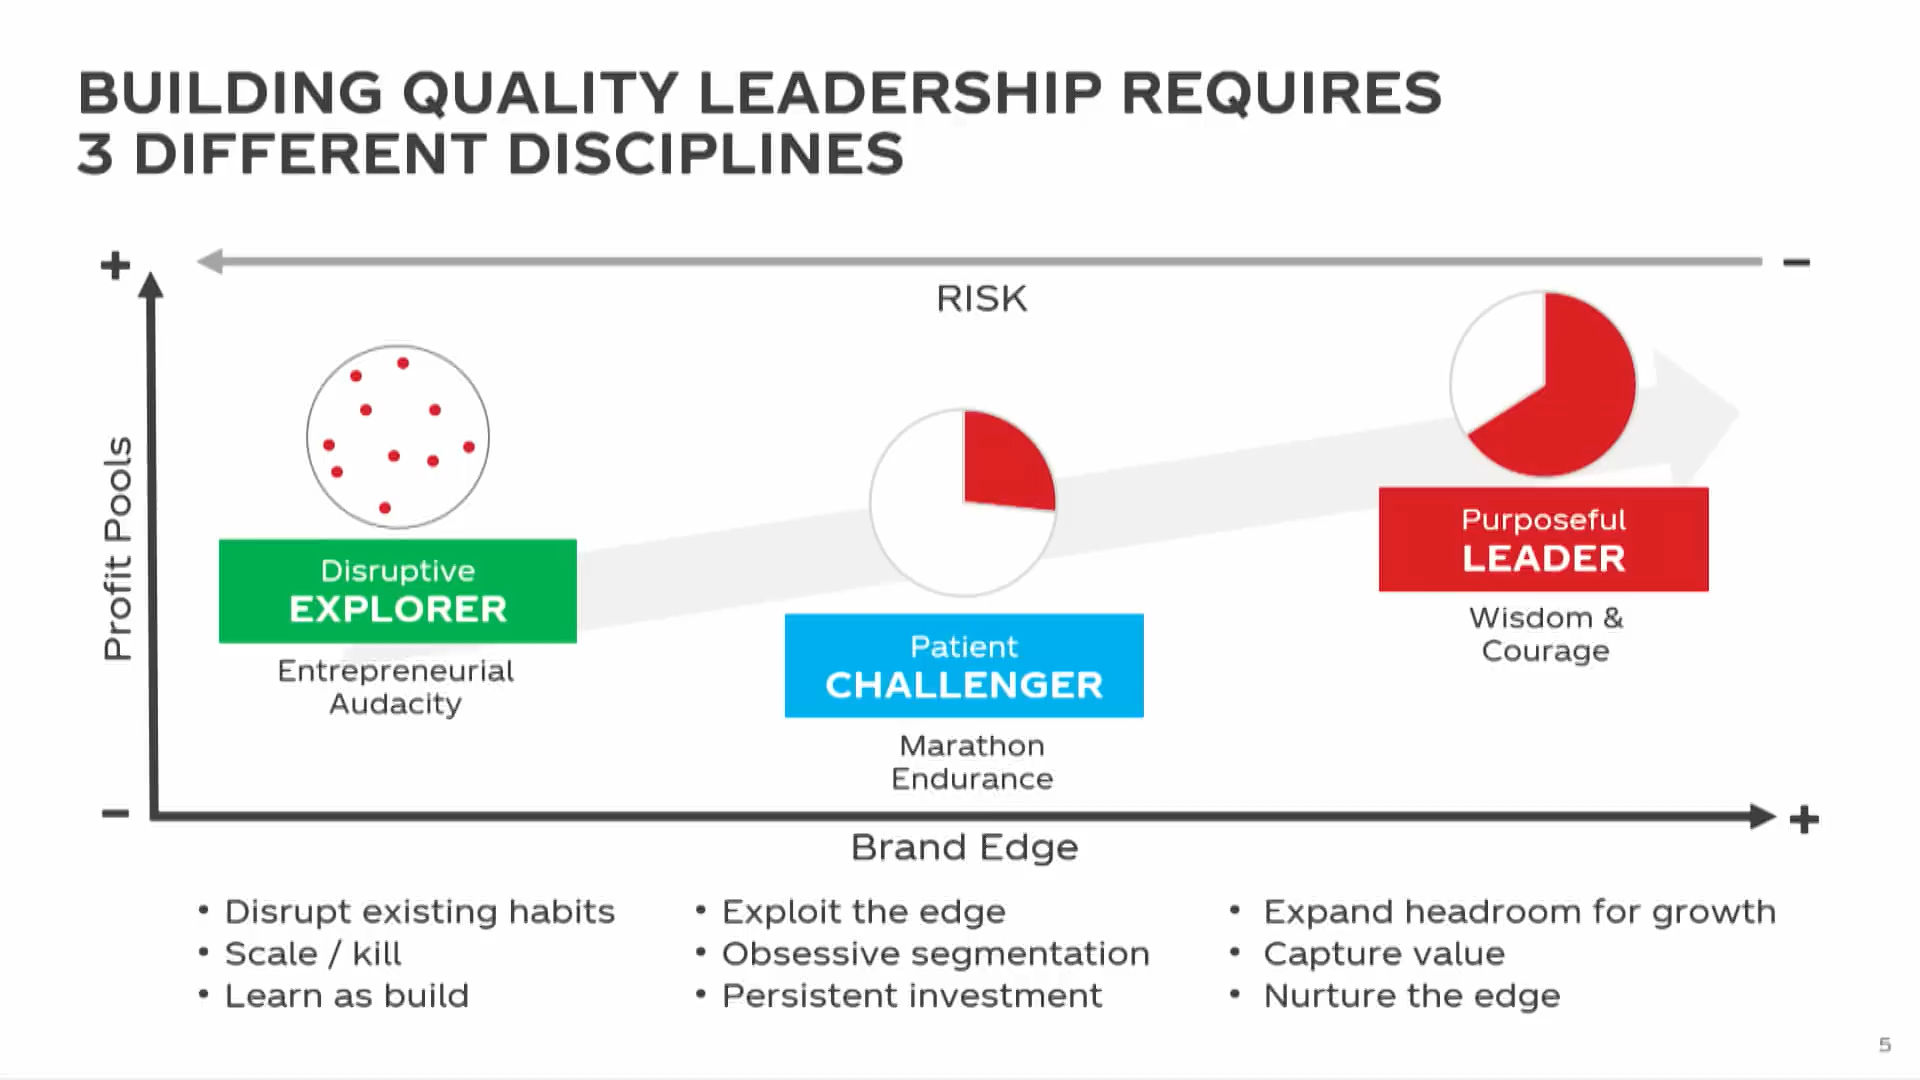 BUILDING QUALITY LEADERSHIP REQUIRES
3 DIFFERENT DISCIPLINES
+
−
RISK
Profit Pools
Disruptive
EXPLORER
Entrepreneurial
Audacity
Patient
CHALLENGER
Marathon
Endurance
Purposeful
LEADER
Wisdom &
Courage
−
+
Brand Edge
• Disrupt existing habits
• Scale / kill
• Learn as build
• Exploit the edge
• Obsessive segmentation
• Persistent investment
• Expand headroom for growth
• Capture value
• Nurture the edge
5